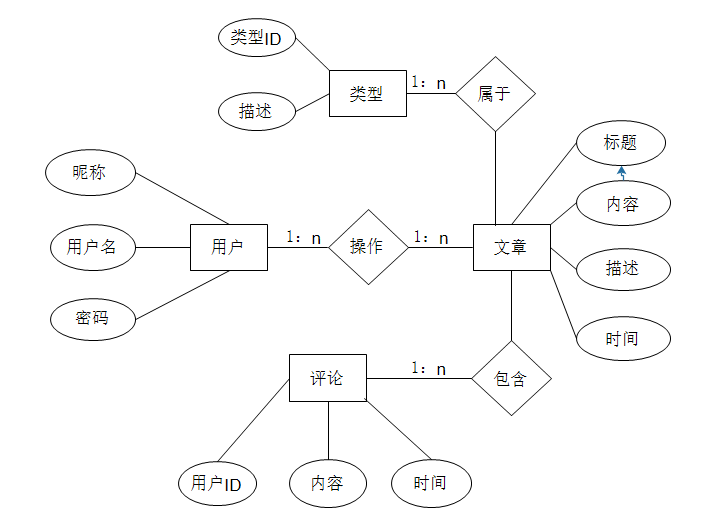 类型ID
类型
1：n
属于
描述
标题
昵称
内容
用户名
用户
1：n
操作
1：n
文章
描述
密码
时间
评论
1：n
包含
用户ID
内容
时间